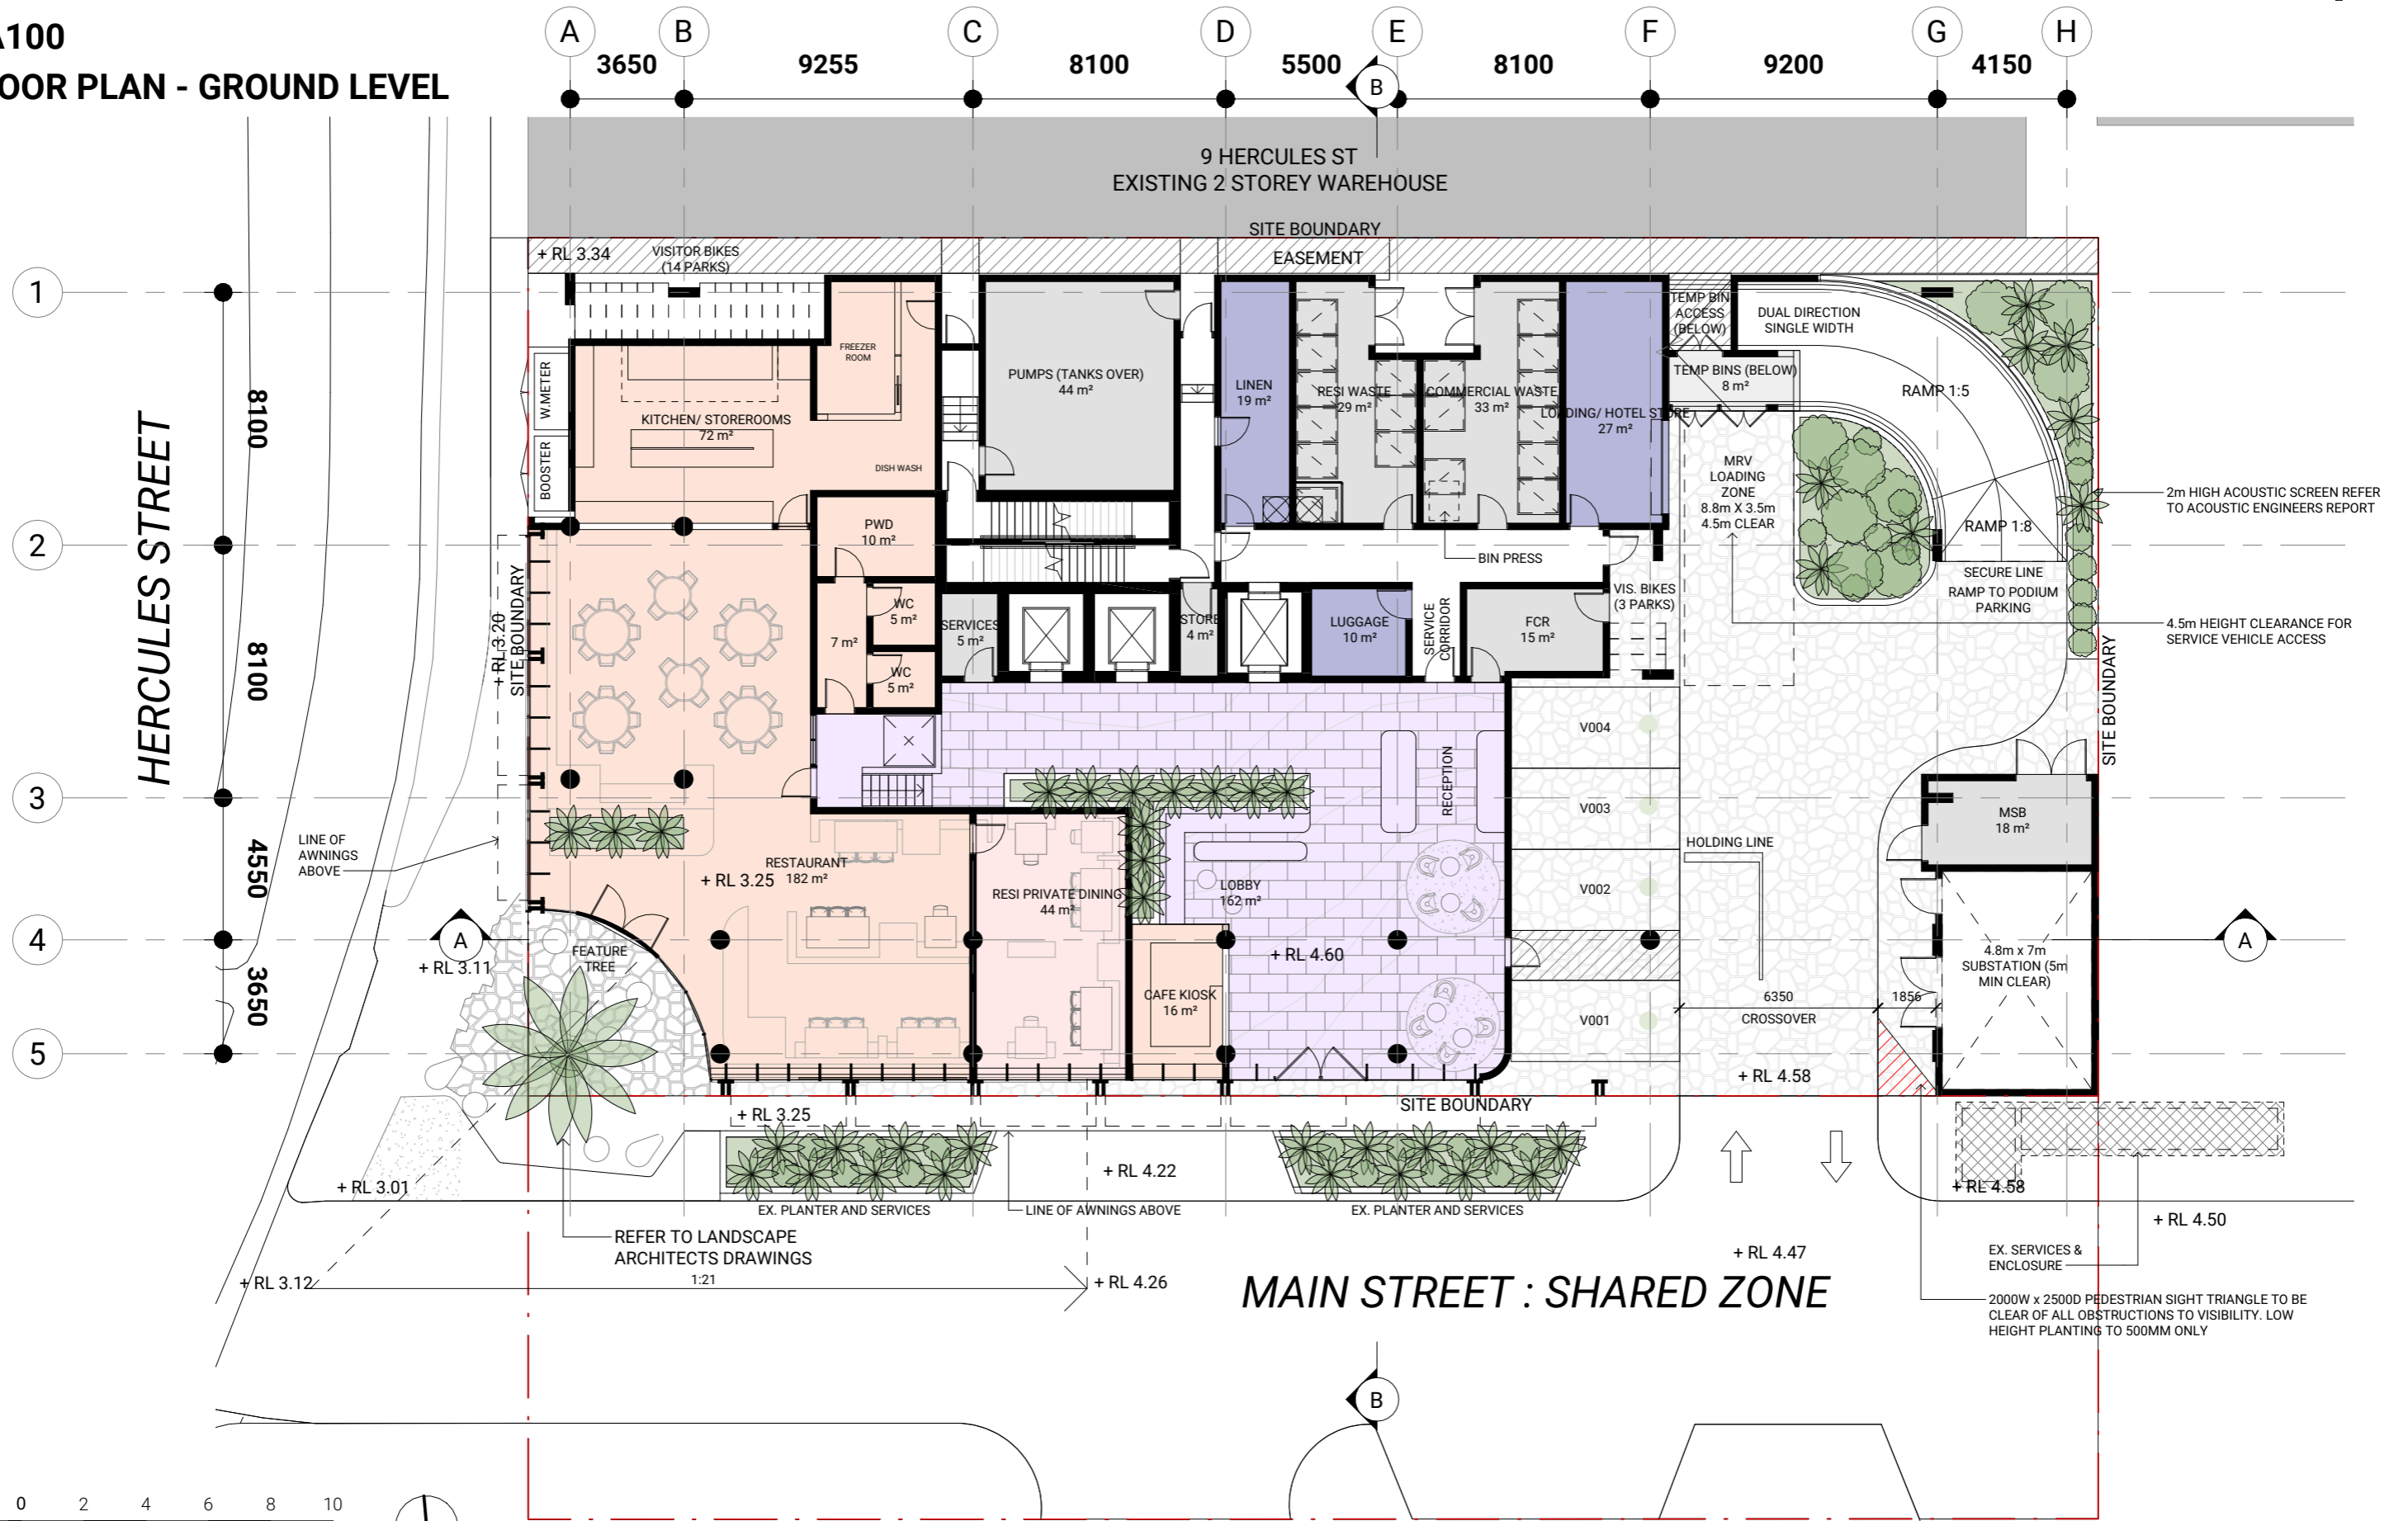 A100
OOR PLAN - GROUND LEVEL
A
B
C
D
E
F
G
H
3650
9255
8100
5500
8100
9200
4150
B
9 HERCULES ST
EXISTING 2 STOREY WAREHOUSE
SITE BOUNDARY
EASEMENT
+ RL 3.34
VISITOR BIKES
(14 PARKS)
1
2
3
4
5
8100
8100
4550
3650
HERCULES STREET
W.METER
BOOSTER
FREEZER
ROOM
KITCHEN/ STOREROOMS
72 m²
DISH WASH
PUMPS (TANKS OVER)
44 m²
LINEN
19 m²
RESI WASTE
29 m²
COMMERCIAL WASTE
33 m²
LOADING/ HOTEL STORE
27 m²
TEMP BIN
ACCESS
(BELOW)
DUAL DIRECTION
SINGLE WIDTH
TEMP BINS (BELOW)
8 m²
RAMP 1:5
MRV
LOADING
ZONE
8.8m X 3.5m
4.5m CLEAR
RAMP 1:8
2m HIGH ACOUSTIC SCREEN REFER
TO ACOUSTIC ENGINEERS REPORT
SECURE LINE
RAMP TO PODIUM
PARKING
4.5m HEIGHT CLEARANCE FOR
SERVICE VEHICLE ACCESS
SITE BOUNDARY
PWD
10 m²
BIN PRESS
VIS. BIKES
(3 PARKS)
WC
5 m²
7 m²
WC
5 m²
SERVICES
5 m²
STORE
4 m²
LUGGAGE
10 m²
SERVICE
CORRIDOR
FCR
15 m²
+ RL 3.20
SITE BOUNDARY
V004
V003
V002
V001
RECEPTION
HOLDING LINE
MSB
18 m²
LINE OF
AWNINGS
ABOVE
RESTAURANT
182 m²
+ RL 3.25
RESI PRIVATE DINING
44 m²
LOBBY
162 m²
+ RL 4.60
CAFE KIOSK
16 m²
A
A
+ RL 3.11
FEATURE
TREE
4.8m x 7m
SUBSTATION (5m
MIN CLEAR)
6350
CROSSOVER
1856
+ RL 4.58
+ RL 3.25
SITE BOUNDARY
+ RL 4.22
+ RL 3.01
EX. PLANTER AND SERVICES
LINE OF AWNINGS ABOVE
EX. PLANTER AND SERVICES
+ RL 4.58
+ RL 4.50
REFER TO LANDSCAPE
ARCHITECTS DRAWINGS
1:21
+ RL 3.12
+ RL 4.26
+ RL 4.47
MAIN STREET : SHARED ZONE
EX. SERVICES &
ENCLOSURE
2000W x 2500D PEDESTRIAN SIGHT TRIANGLE TO BE
CLEAR OF ALL OBSTRUCTIONS TO VISIBILITY. LOW
HEIGHT PLANTING TO 500MM ONLY
B
0 2 4 6 8 10